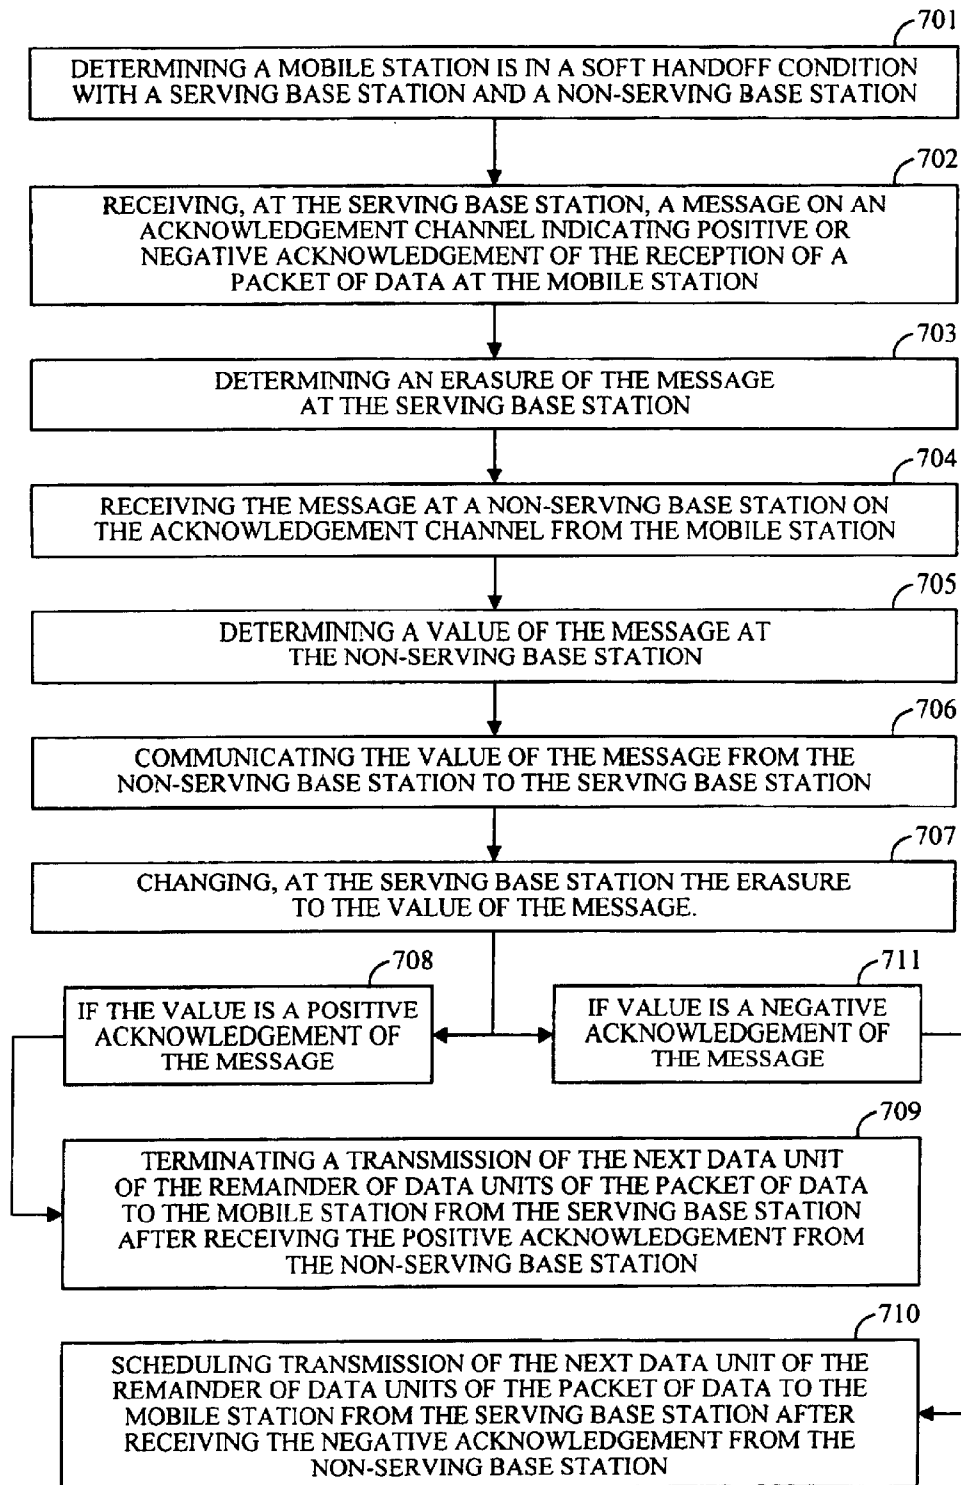 701
DETERMINING A MOBILE STATION IS IN A SOFT HANDOFF CONDITION
WITH A SERVING BASE STATION AND A NON-SERVING BASE STATION
702
RECEIVING, AT THE SERVING BASE STATION, A MESSAGE ON AN
ACKNOWLEDGEMENT CHANNEL INDICATING POSITIVE OR
NEGATIVE ACKNOWLEDGEMENT OF THE RECEPTION OF A
PACKET OF DATA AT THE MOBILE STATION
703
DETERMINING AN ERASURE OF THE MESSAGE
AT THE SERVING BASE STATION
704
RECEIVING THE MESSAGE AT A NON-SERVING BASE STATION ON
THE ACKNOWLEDGEMENT CHANNEL FROM THE MOBILE STATION
705
DETERMINING A VALUE OF THE MESSAGE AT
THE NON-SERVING BASE STATION
706
COMMUNICATING THE VALUE OF THE MESSAGE FROM THE
NON-SERVING BASE STATION TO THE SERVING BASE STATION
707
CHANGING, AT THE SERVING BASE STATION THE ERASURE
TO THE VALUE OF THE MESSAGE.
708
IF THE VALUE IS A POSITIVE
ACKNOWLEDGEMENT OF
THE MESSAGE
711
IF VALUE IS A NEGATIVE
ACKNOWLEDGEMENT OF
THE MESSAGE
709
TERMINATING A TRANSMISSION OF THE NEXT DATA UNIT
OF THE REMAINDER OF DATA UNITS OF THE PACKET OF DATA
TO THE MOBILE STATION FROM THE SERVING BASE STATION
AFTER RECEIVING THE POSITIVE ACKNOWLEDGEMENT FROM
THE NON-SERVING BASE STATION
710
SCHEDULING TRANSMISSION OF THE NEXT DATA UNIT OF THE
REMAINDER OF DATA UNITS OF THE PACKET OF DATA TO THE
MOBILE STATION FROM THE SERVING BASE STATION AFTER
RECEIVING THE NEGATIVE ACKNOWLEDGEMENT FROM THE
NON-SERVING BASE STATION